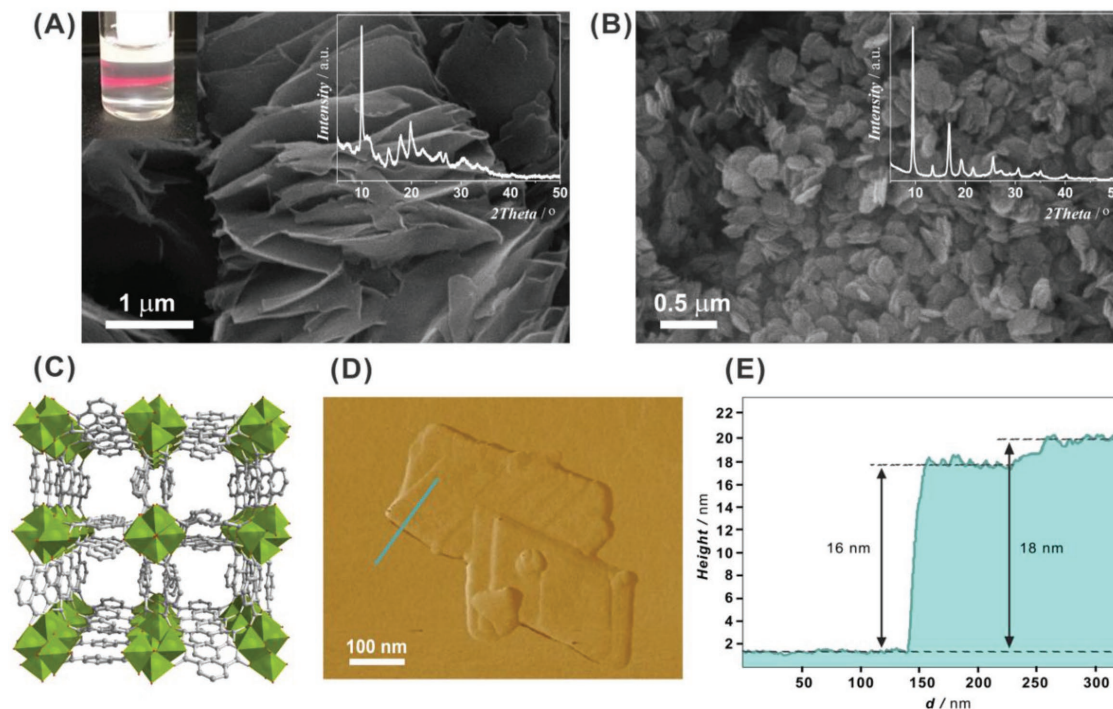 (A)
Intensity / a.u.
10 20 30 40 50
2Theta / °
1 μm
(B)
Intensity / a.u.
10 20 30 40
2Theta / °
0.5 μm
(C)
(D)
100 nm
(E)
Height / nm
22
20
18
16
14
12
10
8
6
4
2
16 nm
18 nm
50 100 150 200 250 300
d / nm